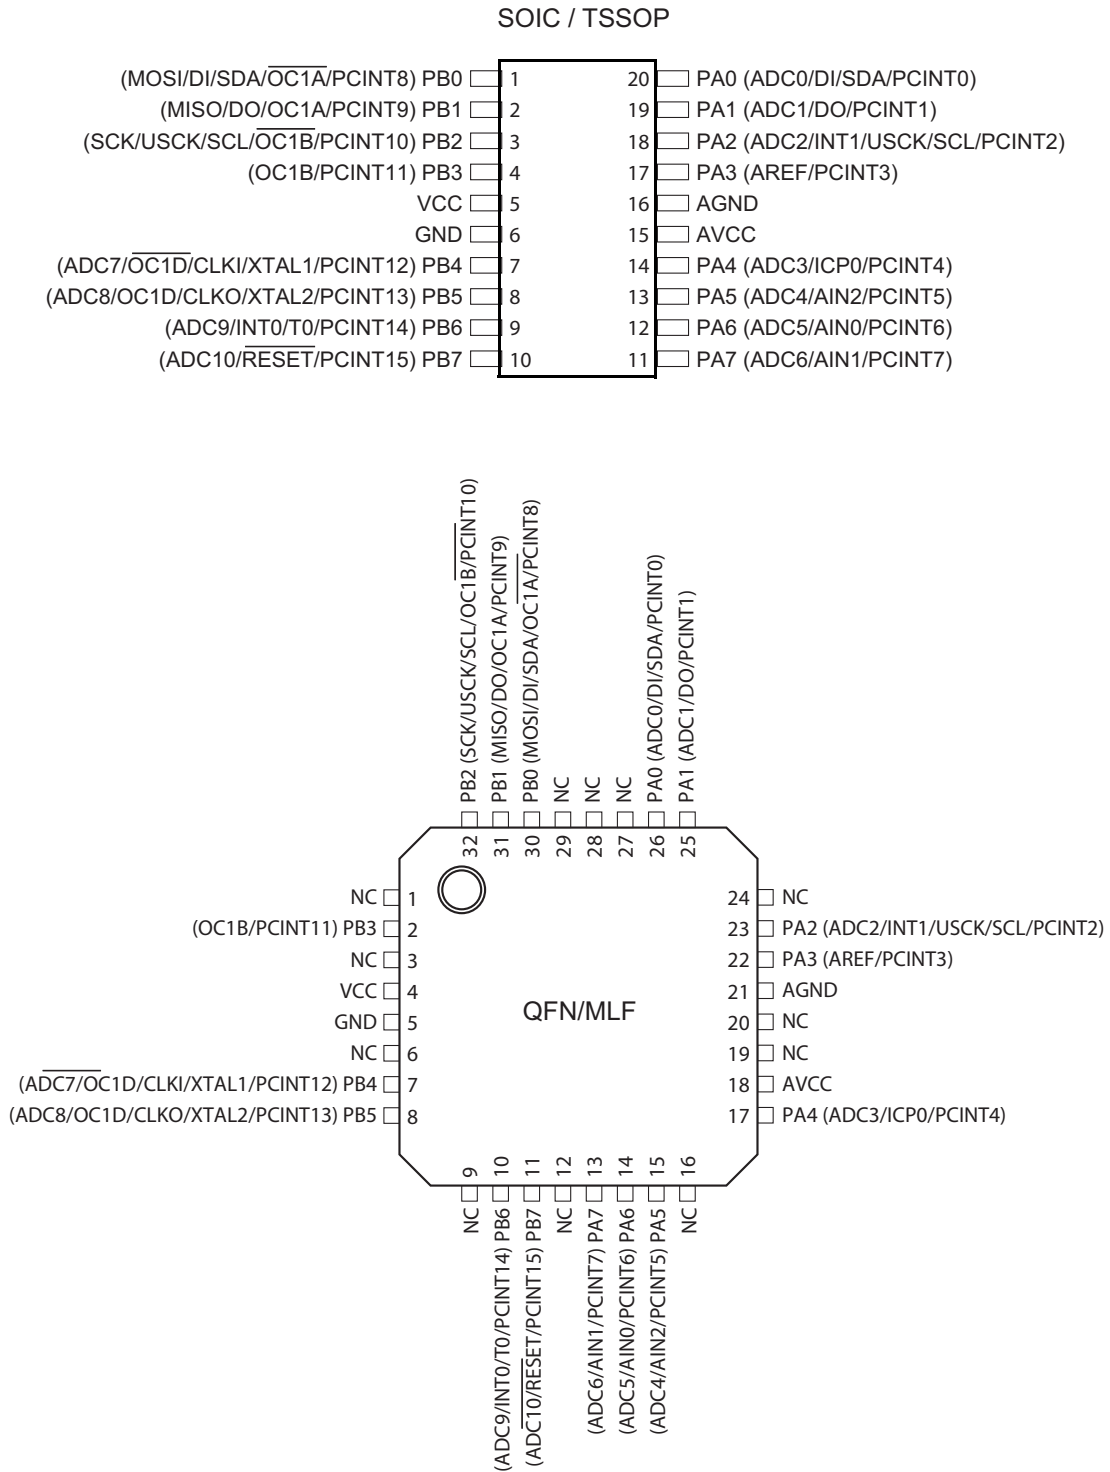 SOIC / TSSOP
(MOSI/DI/SDA/OC1A/PCINT8) PB0 1 20 PA0 (ADC0/DI/SDA/PCINT0)
(MISO/DO/OC1A/PCINT9) PB1 2 19 PA1 (ADC1/DO/PCINT1)
(SCK/USCK/SCL/OC1B/PCINT10) PB2 3 18 PA2 (ADC2/INT1/USCK/SCL/PCINT2)
(OC1B/PCINT11) PB3 4 17 PA3 (AREF/PCINT3)
VCC 5 16 AGND
GND 6 15 AVCC
(ADC7/OC1D/CLKI/XTAL1/PCINT12) PB4 7 14 PA4 (ADC3/ICP0/PCINT4)
(ADC8/OC1D/CLKO/XTAL2/PCINT13) PB5 8 13 PA5 (ADC4/AIN2/PCINT5)
(ADC9/INT0/T0/PCINT14) PB6 9 12 PA6 (ADC5/AIN0/PCINT6)
(ADC10/RESET/PCINT15) PB7 10 11 PA7 (ADC6/AIN1/PCINT7)
32 PB2 (SCK/USCK/SCL/OC1B/PCINT10)
31 PB1 (MISO/DO/OC1A/PCINT9)
30 PB0 (MOSI/DI/SDA/OC1A/PCINT8)
29 NC
28 NC
27 NC
26 PA0 (ADC0/DI/SDA/PCINT0)
25 PA1 (ADC1/DO/PCINT1)
NC 1 24 NC
(OC1B/PCINT11) PB3 2 23 PA2 (ADC2/INT1/USCK/SCL/PCINT2)
NC 3 22 PA3 (AREF/PCINT3)
VCC 4 21 AGND
QFN/MLF
GND 5 20 NC
NC 6 19 NC
(ADC7/OC1D/CLKI/XTAL1/PCINT12) PB4 7 18 AVCC
(ADC8/OC1D/CLKO/XTAL2/PCINT13) PB5 8 17 PA4 (ADC3/ICP0/PCINT4)
NC 9
(ADC9/INT0/T0/PCINT14) PB6 10
(ADC10/RESET/PCINT15) PB7 11
NC 12
(ADC6/AIN1/PCINT7) PA7 13
(ADC5/AIN0/PCINT6) PA6 14
(ADC4/AIN2/PCINT5) PA5 15
NC 16